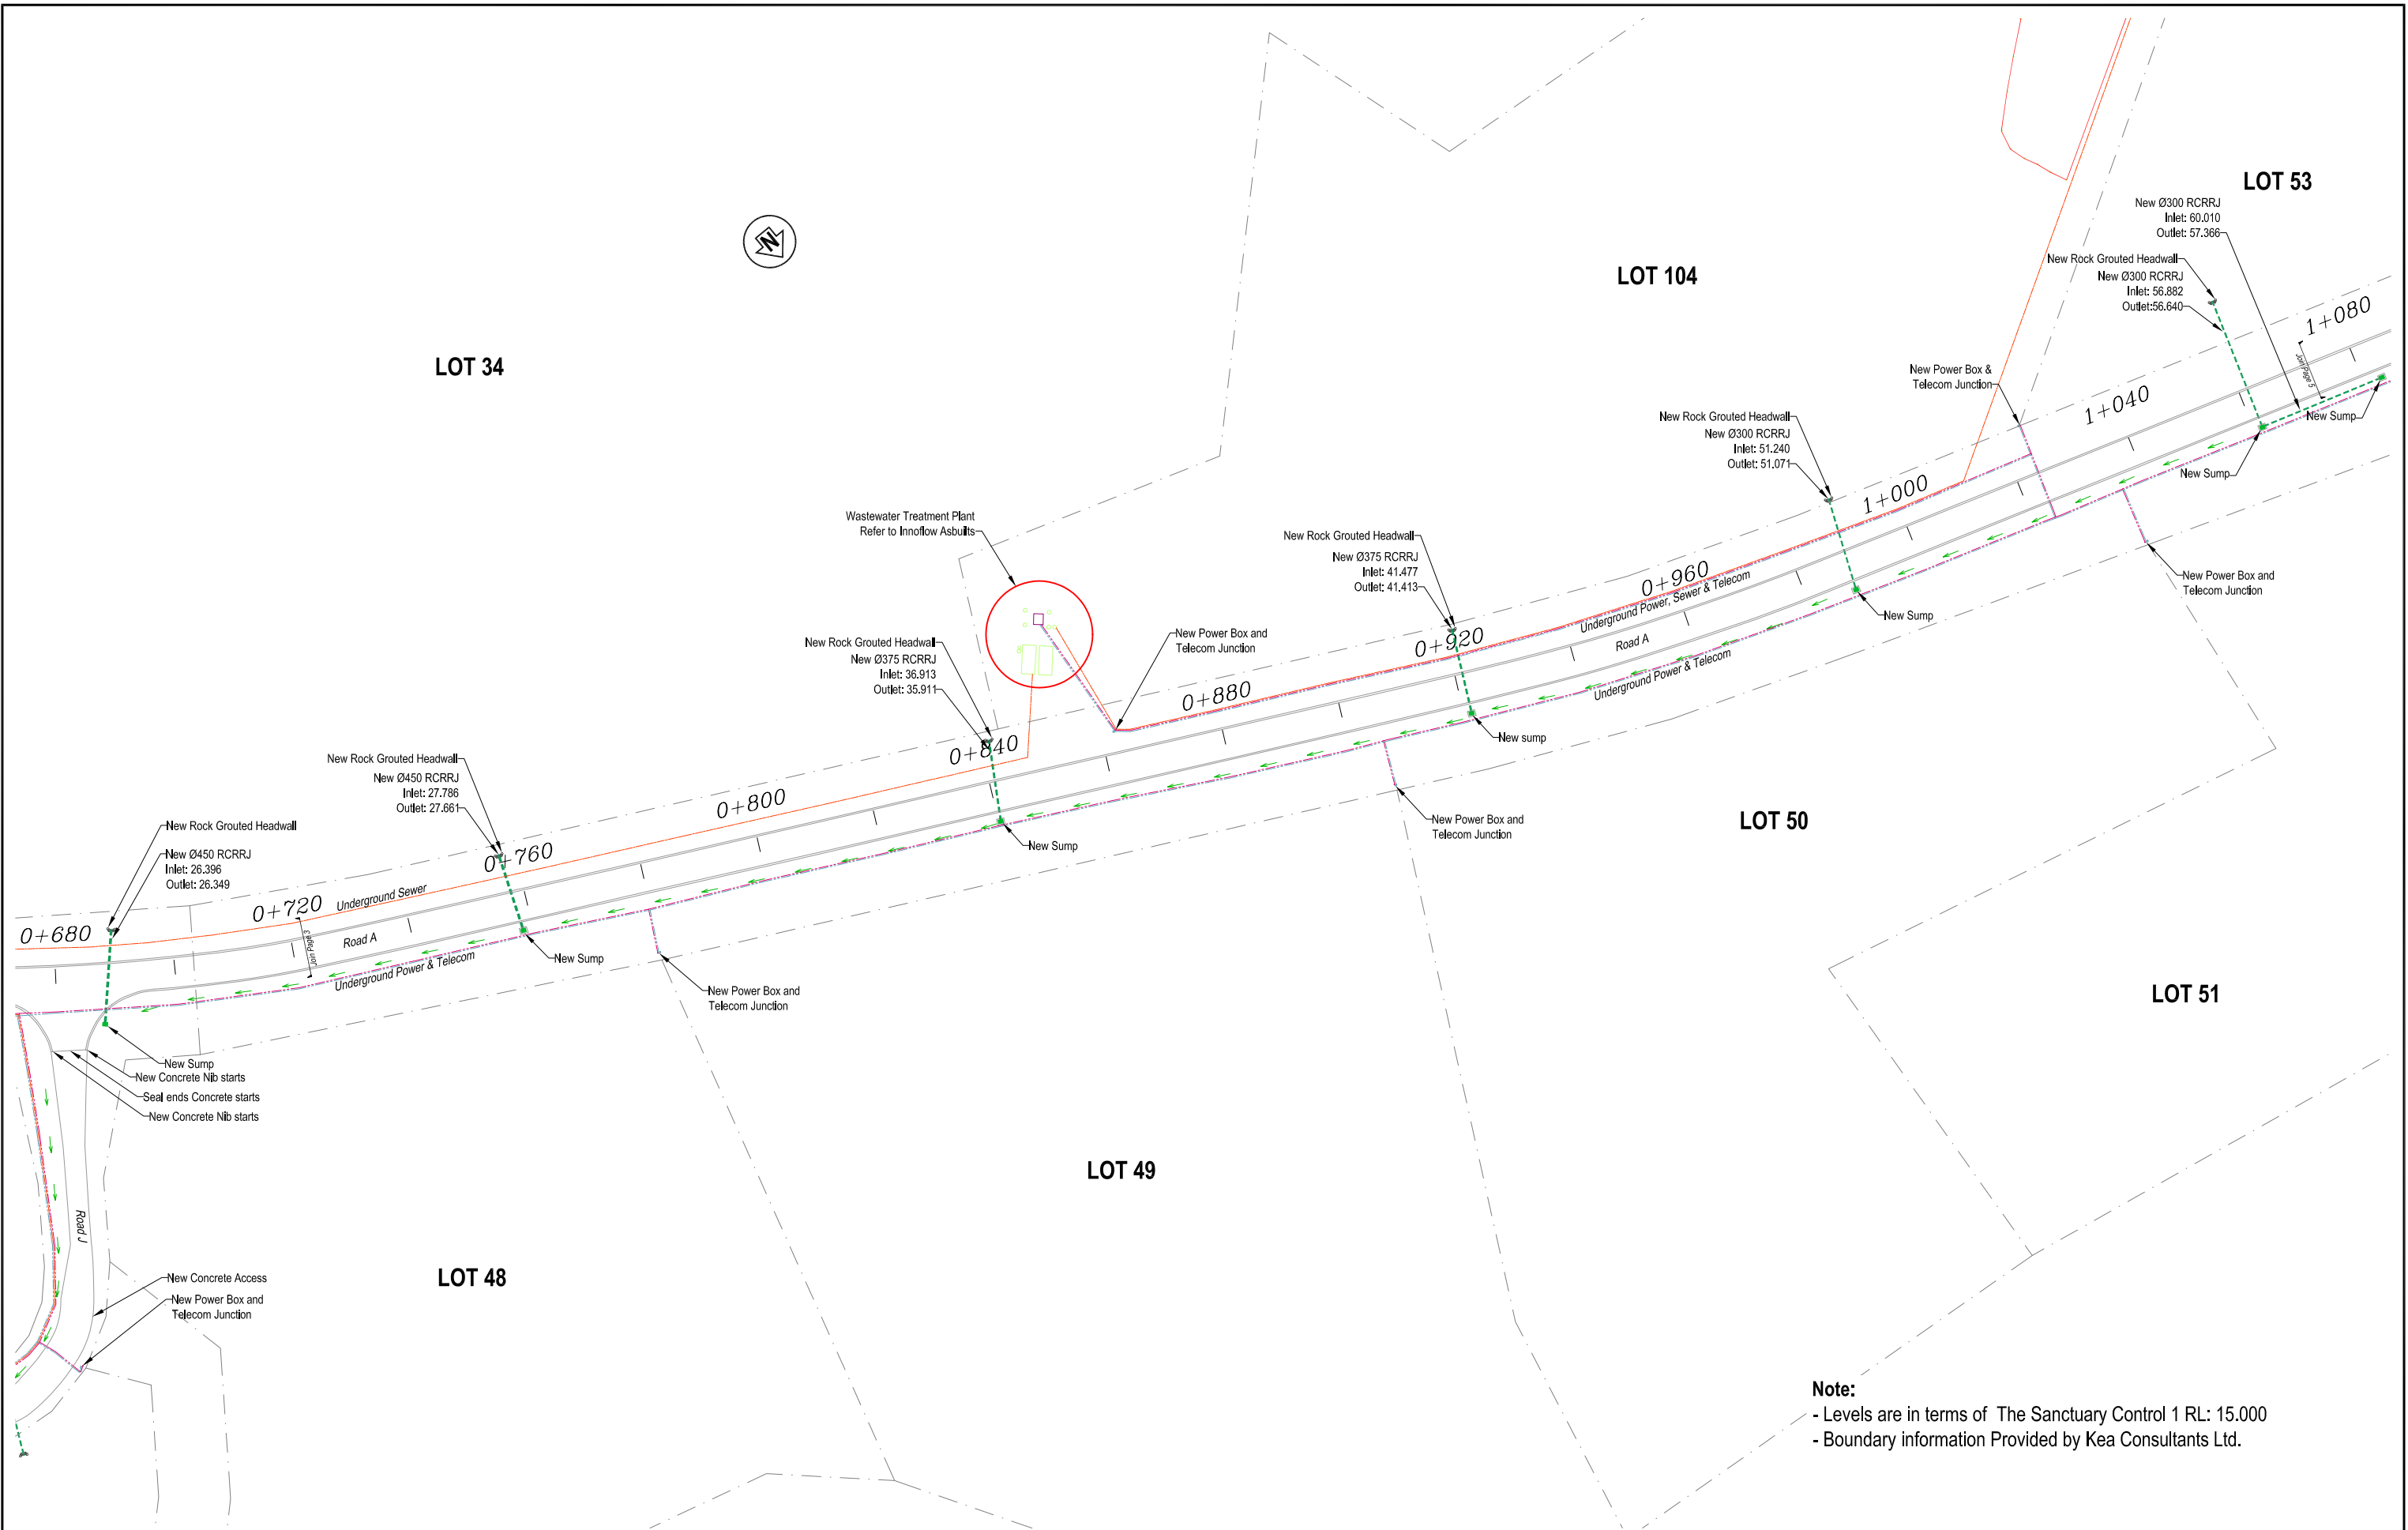 LOT 53
New Ø300 RCRRJ
Inlet: 60.010
Outlet: 57.366
N
New Rock Grouted Headwall
New Ø300 RCRRJ
Inlet: 56.882
Outlet:56.640
LOT 104
1+080
Join Page 5
LOT 34
New Power Box &
Telecom Junction
1+040
New Sump
New Rock Grouted Headwall
New Ø300 RCRRJ
Inlet: 51.240
Outlet: 51.071
New Sump
1+000
Wastewater Treatment Plant
Refer to Innoflow Asbuilts
New Rock Grouted Headwall
New Ø375 RCRRJ
Inlet: 41.477
Outlet: 41.413
0+960
Underground Power, Sewer & Telecom
New Power Box and
Telecom Junction
New Sump
New Rock Grouted Headwall
New Ø375 RCRRJ
Inlet: 36.913
Outlet: 35.911
New Power Box and
Telecom Junction
0+920
Road A
Underground Power & Telecom
0+880
New sump
0+840
New Rock Grouted Headwall
New Ø450 RCRRJ
Inlet: 27.786
Outlet: 27.661
0+800
New Power Box and
Telecom Junction
LOT 50
New Rock Grouted Headwall
New Ø450 RCRRJ
Inlet: 26.396
Outlet: 26.349
0+760
New Sump
0+720
Underground Sewer
0+680
Join Page 3
Road A
Underground Power & Telecom
New Sump
New Power Box and
Telecom Junction
LOT 51
New Sump
New Concrete Nib starts
Seal ends Concrete starts
New Concrete Nib starts
LOT 49
Road J
LOT 48
New Concrete Access
New Power Box and
Telecom Junction
Note:
- Levels are in terms of The Sanctuary Control 1 RL: 15.000
- Boundary information Provided by Kea Consultants Ltd.